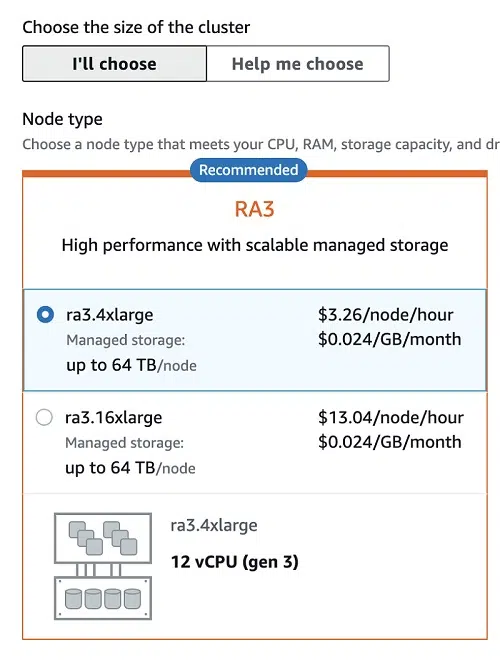 Choose the size of the cluster
I'll choose
Help me choose
Node type
Choose a node type that meets your CPU, RAM, storage capacity, and dr
Recommended
RA3
High performance with scalable managed storage
ra3.4xlarge $3.26/node/hour
Managed storage: $0.024/GB/month
up to 64 TB/node
ra3.16xlarge $13.04/node/hour
Managed storage: $0.024/GB/month
up to 64 TB/node
ra3.4xlarge
12 vCPU (gen 3)